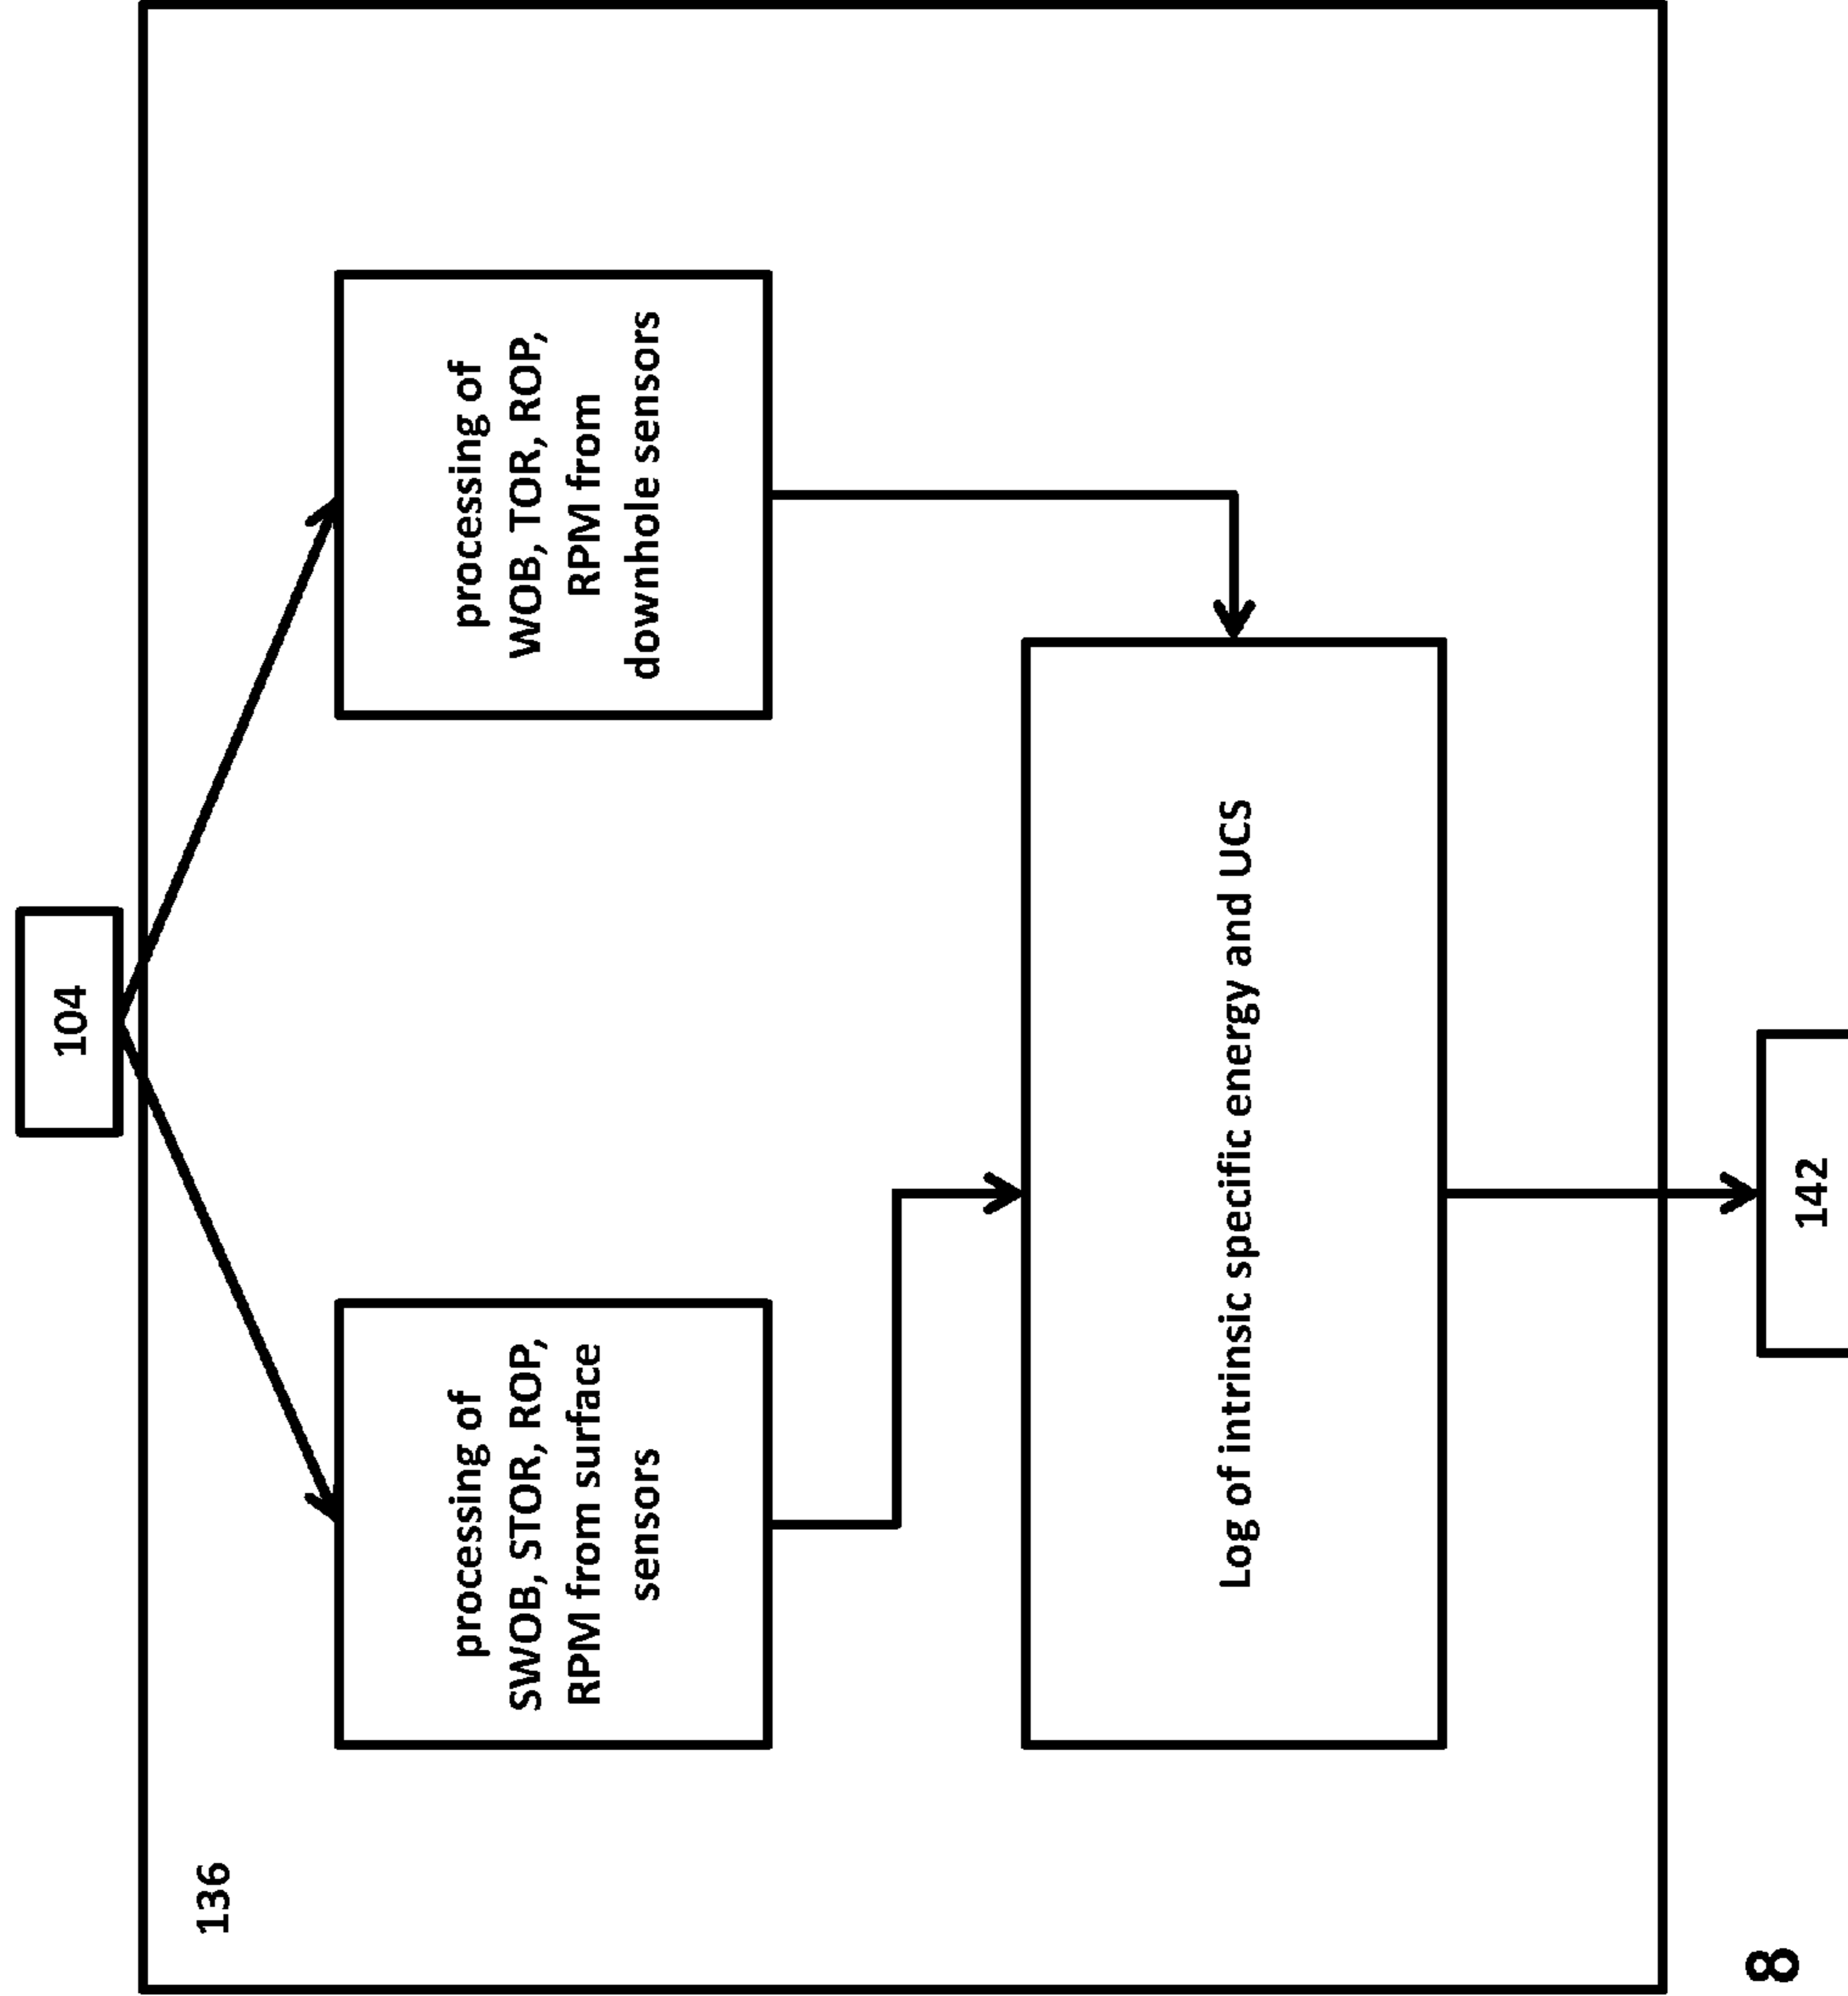 104
136
processing of
SWOB, STOR, ROP,
RPM from surface
sensors
processing of
WOB, TOR, ROP,
RPM from
downhole sensors
Log of intrinsic specific energy and UCS
142
8